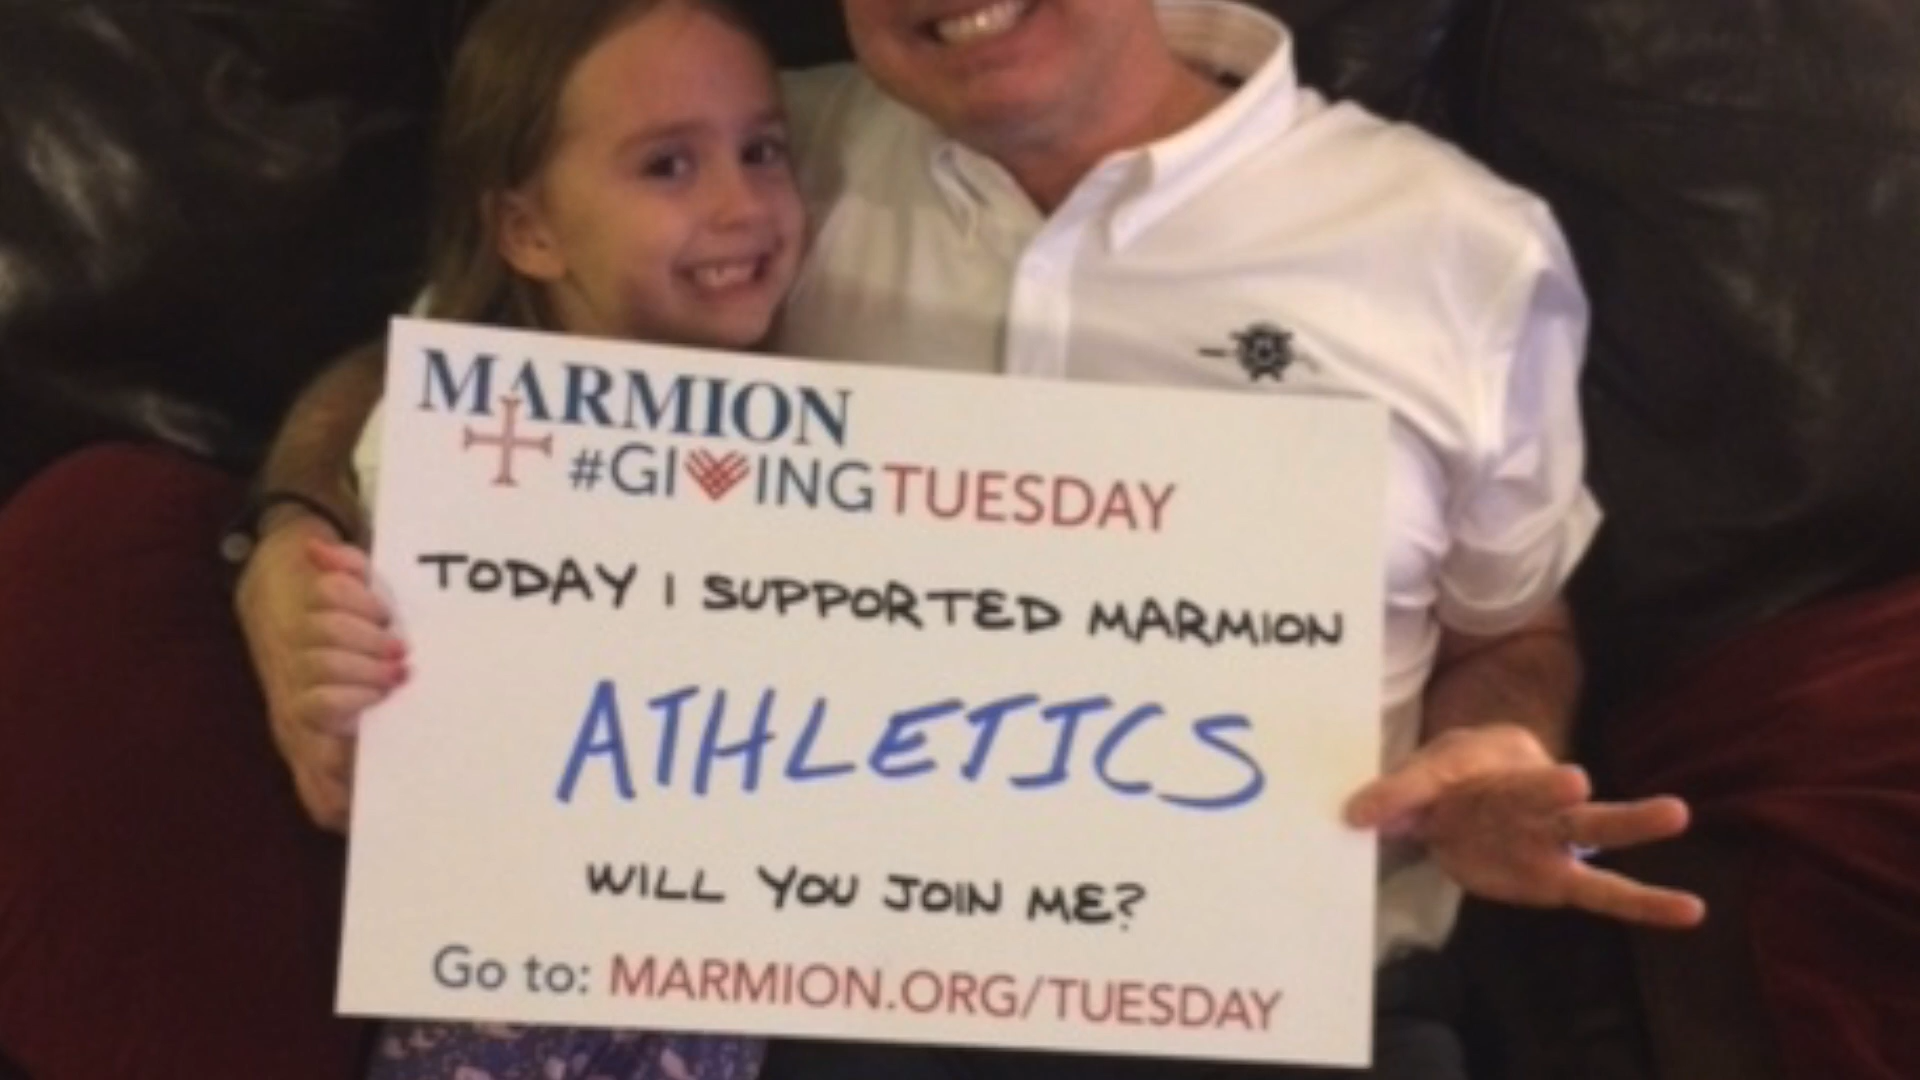 MARMION
#GIVINGTUESDAY
TODAY I SUPPORTED MARMION
ATHLETICS
WILL YOU JOIN ME?
Go to: MARMION.ORG/TUESDAY